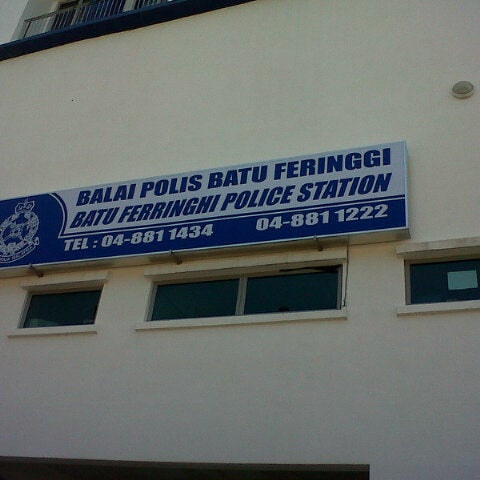 BALAI POLIS BATU FERINGGI
BATU FERRINGHI POLICE STATION
TEL : 04-881 1434 04-881 1222